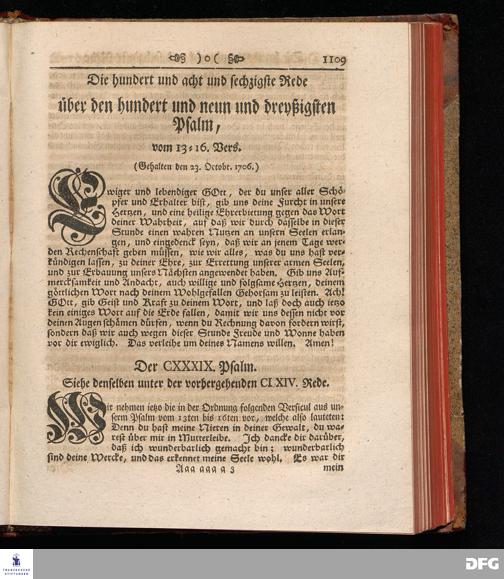 )o( 1109
Die hundert und acht und sechzigste Rede
über den hundert und neun und dreyßigsten
Psalm,
vom 13-16. Vers.
(Gehalten den 23. Octobr. 1706.)
Ewiger und lebendiger GOtt, der du unser aller Schö-
pfer und Erhalter bist, gib uns deine Furcht in unsere
Hertzen, und eine heilige Ehrerbietung gegen das Wort
deiner Wahrheit, auf daß wir durch dasselbe in dieser
Stunde einen wahren Nutzen an unsern Seelen erlan-
gen, und eingedenck seyn, daß wir an jenem Tage wer-
den Rechenschaft geben müssen, wie wir alles, was du uns hast ver-
kündigen lassen, zu deiner Ehre, zur Errettung unserer armen Seelen,
und zur Erbauung unsers Nächsten angewendet haben. Gib uns Auf-
mercksamkeit und Andacht, auch willige und folgsame Hertzen, deinem
göttlichen Wort nach deinem Wohlgefallen Gehorsam zu leisten. Ach!
GOtt, gib Geist und Kraft zu deinem Wort, und laß doch auch ietzo
kein einiges Wort auf die Erde fallen, damit wir uns dessen nicht vor
deinen Augen schämen dürfen, wenn du Rechnung davon fordern wirst,
sondern daß wir auch wegen dieser Stunde Freude und Wonne haben
vor dir ewiglich. Das verleihe um deines Namens willen. Amen!
Der CXXXIX. Psalm.
Siehe denselben unter der vorhergehenden CLXIV. Rede.
Wir nehmen ietzo die in der Ordnung folgenden Versicul aus un-
serm Psalm vom 13ten bis 16ten vor, welche also lauteten:
Denn du hast meine Nieren in deiner Gewalt, du wa-
rest über mir in Mutterleibe. Ich dancke dir darüber,
daß ich wunderbarlich gemacht bin; wunderbarlich
sind deine Wercke, und das erkennet meine Seele wohl. Es war dir
Aaa aaa a 3 mein
FRANCKESCHE
STIFTUNGEN
DFG